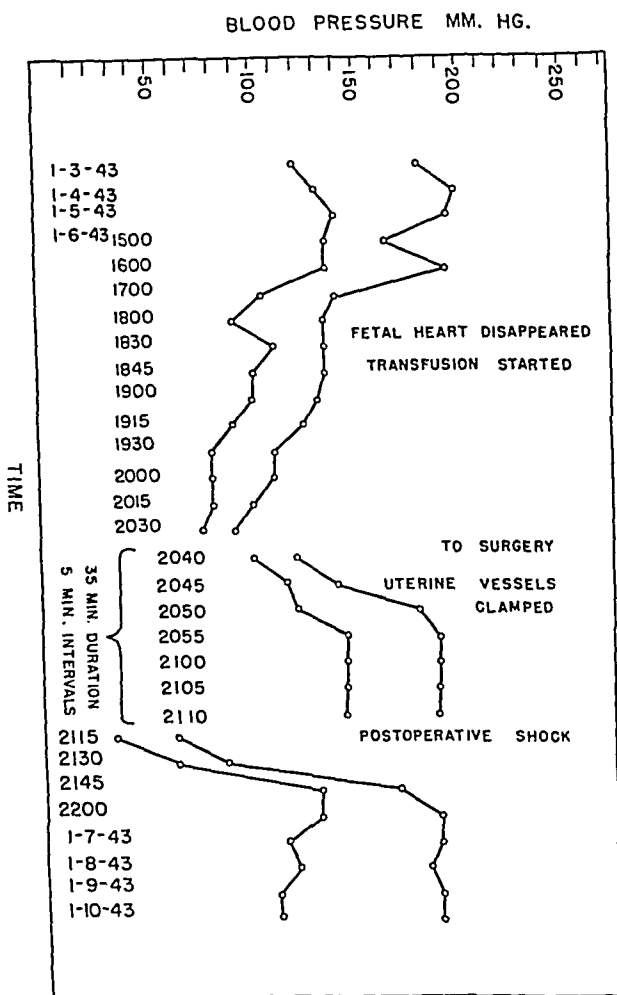 BLOOD PRESSURE MM. HG.
50 100 150 200 250
1-3-43
1-4-43
1-5-43
1-6-43 1500
1600
1700
1800
FETAL HEART DISAPPEARED
1830
TRANSFUSION STARTED
1845
1900
1915
1930
2000
2015
2030
TIME
TO SURGERY
2040
UTERINE VESSELS
2045
CLAMPED
2050
2055
2100
2105
2110
35 MIN. DURATION
5 MIN. INTERVALS
POSTOPERATIVE SHOCK
2115
2130
2145
2200
1-7-43
1-8-43
1-9-43
1-10-43